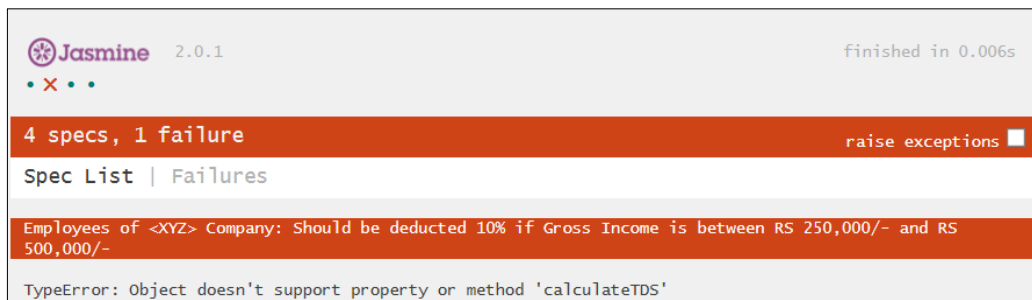 Jasmine 2.0.1 finished in 0.006s
• × • •
4 specs, 1 failure raise exceptions
Spec List | Failures
Employees of <XYZ> Company: Should be deducted 10% if Gross Income is between RS 250,000/- and RS
500,000/-
TypeError: Object doesn't support property or method 'calculateTDS'